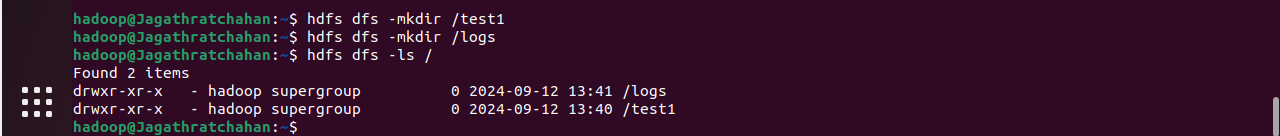 hadoop@Jagathratchahan:~$ hdfs dfs -mkdir /test1
hadoop@Jagathratchahan:~$ hdfs dfs -mkdir /logs
hadoop@Jagathratchahan:~$ hdfs dfs -ls /
Found 2 items
drwxr-xr-x   - hadoop supergroup          0 2024-09-12 13:41 /logs
drwxr-xr-x   - hadoop supergroup          0 2024-09-12 13:40 /test1
hadoop@Jagathratchahan:~$